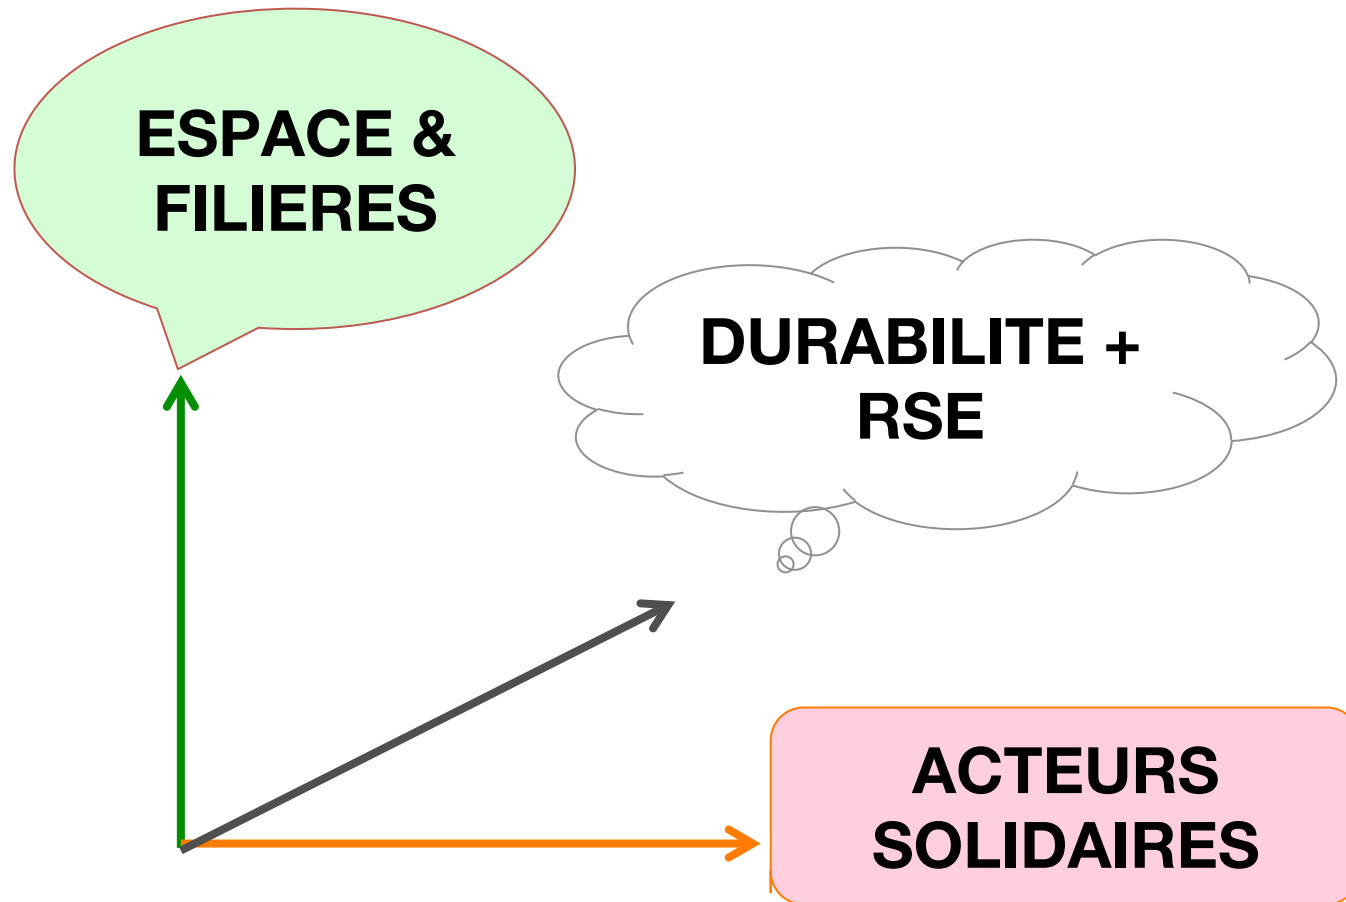 ESPACE &
FILIERES
DURABILITE +
RSE
ACTEURS
SOLIDAIRES